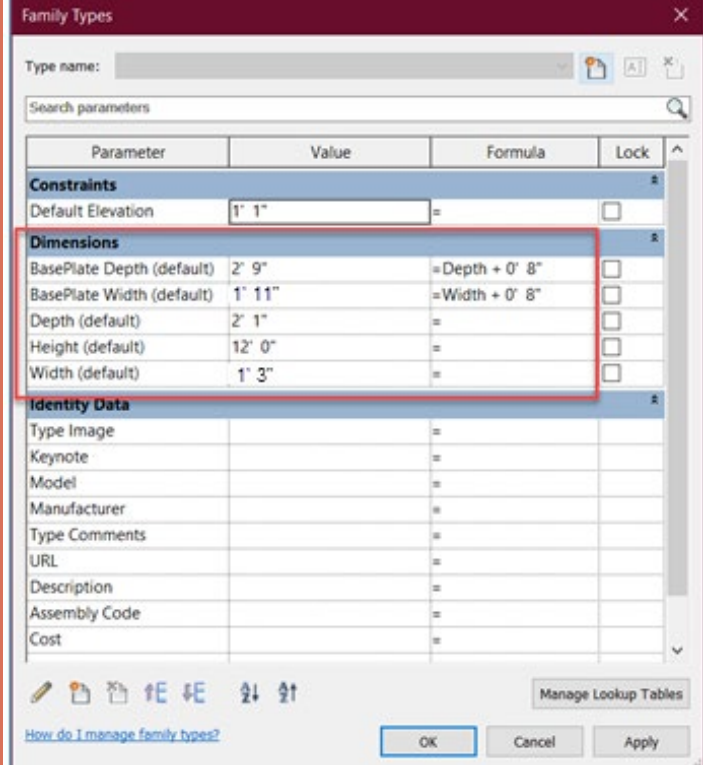 Family Types
Type name:
Search parameters
Parameter Value Formula Lock
Constraints
Default Elevation 1' 1" =
Dimensions
BasePlate Depth (default) 2' 9" =Depth + 0' 8"
BasePlate Width (default) 1' 11" =Width + 0' 8"
Depth (default) 2' 1" =
Height (default) 12' 0" =
Width (default) 1' 3" =
Identity Data
Type Image =
Keynote =
Model =
Manufacturer =
Type Comments =
URL =
Description =
Assembly Code =
Cost =
Manage Lookup Tables
How do I manage family types?
OK Cancel Apply